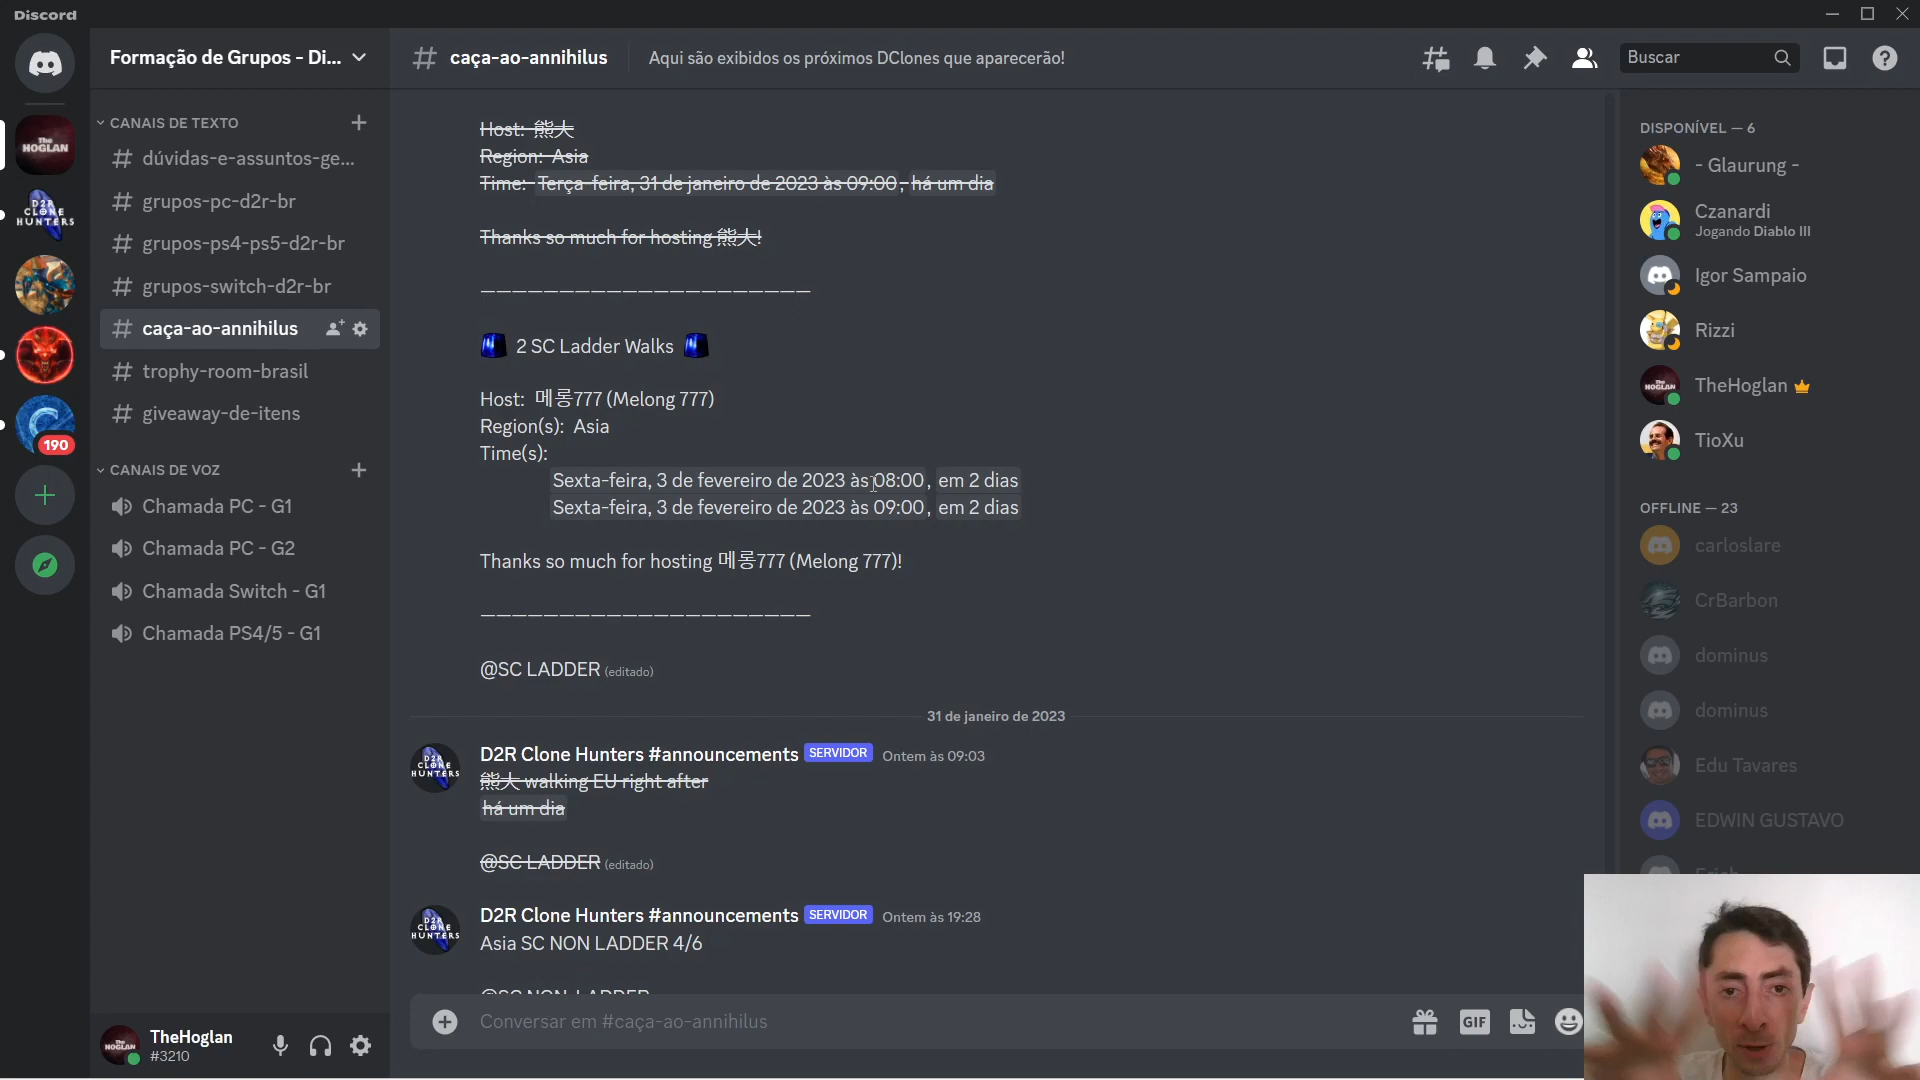 Discord
Formação de Grupos - Di...
caça-ao-annihilus
Aqui são exibidos os próximos DClones que aparecerão!
Buscar
The HOGLAN
D2R CLONE HUNTERS
190
CANAIS DE TEXTO
dúvidas-e-assuntos-ge...
grupos-pc-d2r-br
grupos-ps4-ps5-d2r-br
grupos-switch-d2r-br
caça-ao-annihilus
trophy-room-brasil
giveaway-de-itens
CANAIS DE VOZ
Chamada PC - G1
Chamada PC - G2
Chamada Switch - G1
Chamada PS4/5 - G1
TheHoglan
#3210
Host: 熊大
Region: Asia
Time: Terça-feira, 31 de janeiro de 2023 às 09:00, há um dia
Thanks so much for hosting 熊大!
—————————————————————
2 SC Ladder Walks
Host: 메롱777 (Melong 777)
Region(s): Asia
Time(s):
Sexta-feira, 3 de fevereiro de 2023 às 08:00, em 2 dias
Sexta-feira, 3 de fevereiro de 2023 às 09:00, em 2 dias
Thanks so much for hosting 메롱777 (Melong 777)!
—————————————————————
@SC LADDER (editado)
31 de janeiro de 2023
D2R Clone Hunters #announcements SERVIDOR Ontem às 09:03
熊大 walking EU right after
há um dia
@SC LADDER (editado)
D2R Clone Hunters #announcements SERVIDOR Ontem às 19:28
Asia SC NON LADDER 4/6
@SC NON-LADDER
Conversar em #caça-ao-annihilus
GIF
DISPONÍVEL — 6
- Glaurung -
Czanardi
Jogando Diablo III
Igor Sampaio
Rizzi
TheHoglan
TioXu
OFFLINE — 23
carloslare
CrBarbon
dominus
dominus
Edu Tavares
EDWIN GUSTAVO